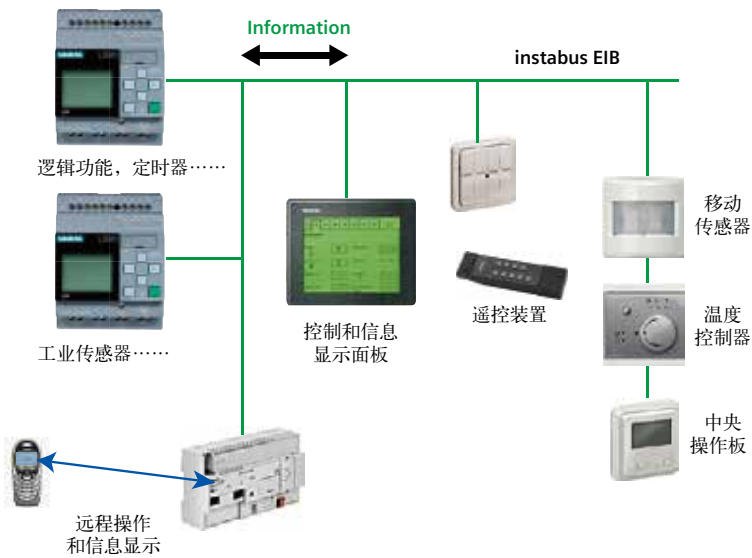 Information
instabus EIB
SIEMENS
逻辑功能，定时器……
SIEMENS
工业传感器……
控制和信息
显示面板
遥控装置
移动
传感器
温度
控制器
中央
操作板
远程操作
和信息显示